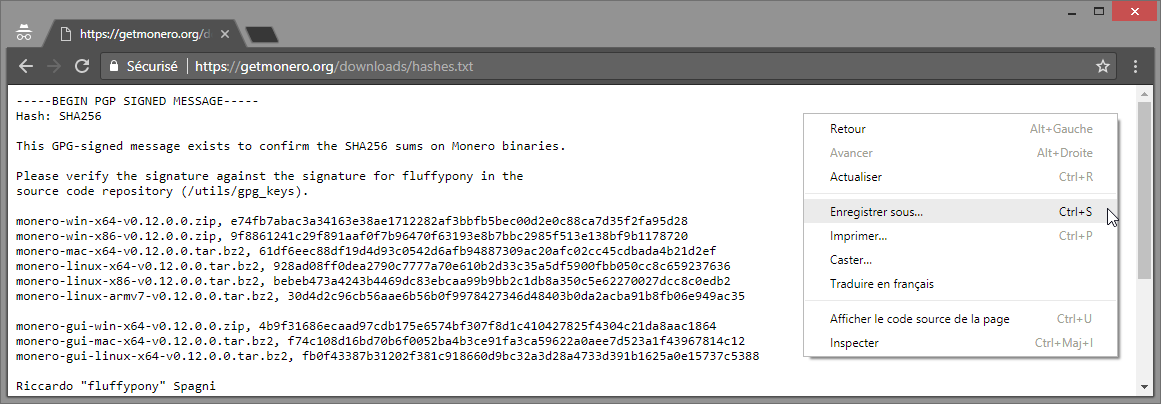 https://getmonero.org/d
Sécurisé
https://getmonero.org/downloads/hashes.txt
-----BEGIN PGP SIGNED MESSAGE-----
Hash: SHA256
This GPG-signed message exists to confirm the SHA256 sums on Monero binaries.
Please verify the signature against the signature for fluffypony in the
source code repository (/utils/gpg_keys).
monero-win-x64-v0.12.0.0.zip, e74fb7abac3a34163e38ae1712282af3bbfb5bec00d2e0c88ca7d35f2fa95d28
monero-win-x86-v0.12.0.0.zip, 9f8861241c29f891aaf0f7b96470f63193e8b7bbc2985f513e138bf9b1178720
monero-mac-x64-v0.12.0.0.tar.bz2, 61df6eec88df19d4d93c0542d6afb94887309ac20afc02cc45cdbada4b21d2ef
monero-linux-x64-v0.12.0.0.tar.bz2, 928ad08ff0dea2790c7777a70e610b2d33c35a5df5900fbb050cc8c659237636
monero-linux-x86-v0.12.0.0.tar.bz2, bebeb473a4243b4469dc83ebcaa99b9bb2c1db8a350c5e62270027dcc8c0edb2
monero-linux-armv7-v0.12.0.0.tar.bz2, 30d4d2c96cb56aae6b56b0f9978427346d48403b0da2acba91b8fb06e949ac35
monero-gui-win-x64-v0.12.0.0.zip, 4b9f31686ecaad97cdb175e6574bf307f8d1c410427825f4304c21da8aac1864
monero-gui-mac-x64-v0.12.0.0.tar.bz2, f74c108d16bd70b6f0052ba4b3ce91fa3ca59622a0aee7d523a1f43967814c12
monero-gui-linux-x64-v0.12.0.0.tar.bz2, fb0f43387b31202f381c918660d9bc32a3d28a4733d391b1625a0e15737c5388
Riccardo "fluffypony" Spagni
Retour Alt+Gauche
Avancer Alt+Droite
Actualiser Ctrl+R
Enregistrer sous... Ctrl+S
Imprimer... Ctrl+P
Caster...
Traduire en français
Afficher le code source de la page Ctrl+U
Inspecter Ctrl+Maj+I